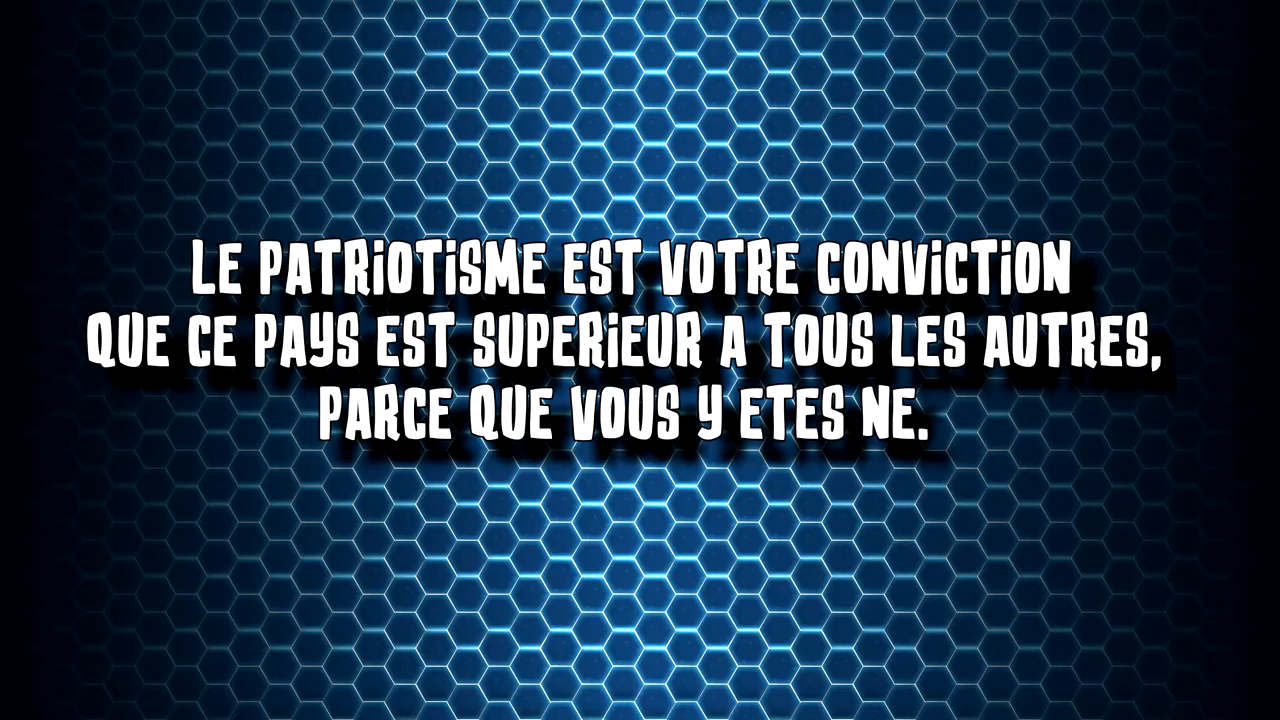 LE PATRiOTiSME EST VOTRE CONViCTiON
QUE CE PAYS EST SUPERiEUR A TOUS LES AUTRES,
PARCE QUE VOUS Y ETES NE.